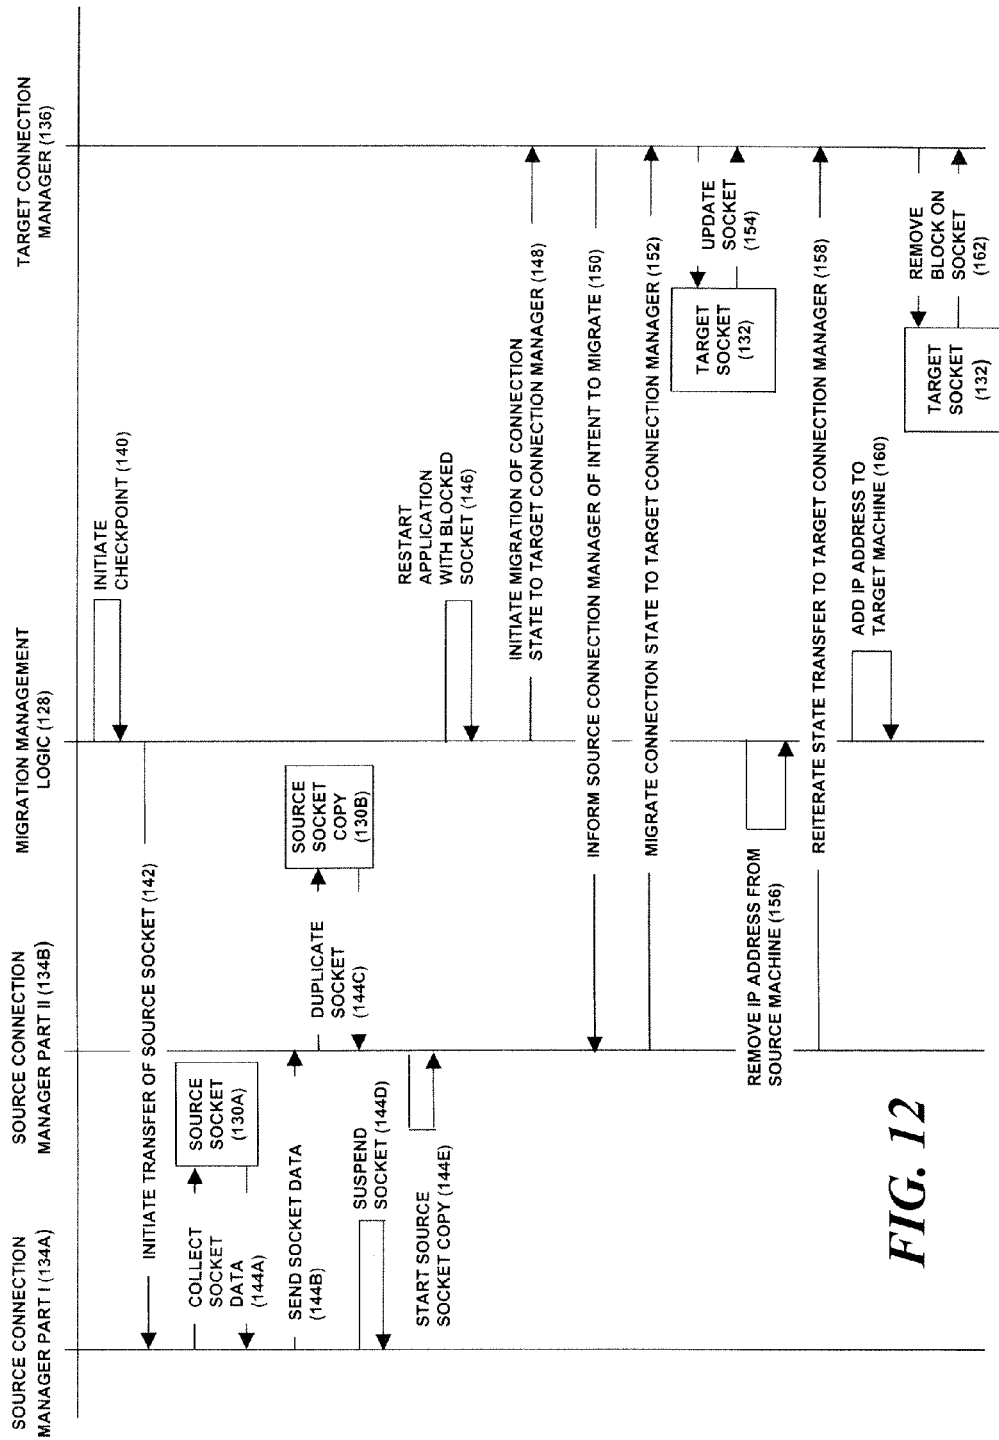 SOURCE CONNECTION
MANAGER PART I (134A)
SOURCE CONNECTION
MANAGER PART II (134B)
MIGRATION MANAGEMENT
LOGIC (128)
TARGET CONNECTION
MANAGER (136)
INITIATE
CHECKPOINT (140)
INITIATE TRANSFER OF SOURCE SOCKET (142)
COLLECT
SOCKET
DATA
(144A)
SOURCE
SOCKET
(130A)
SEND SOCKET DATA
(144B)
DUPLICATE
SOCKET
(144C)
SOURCE
SOCKET
COPY
(130B)
SUSPEND
SOCKET (144D)
START SOURCE
SOCKET COPY (144E)
RESTART
APPLICATION
WITH BLOCKED
SOCKET (146)
INITIATE MIGRATION OF CONNECTION
STATE TO TARGET CONNECTION MANAGER (148)
INFORM SOURCE CONNECTION MANAGER OF INTENT TO MIGRATE (150)
MIGRATE CONNECTION STATE TO TARGET CONNECTION MANAGER (152)
TARGET
SOCKET
(132)
UPDATE
SOCKET
(154)
REMOVE IP ADDRESS FROM
SOURCE MACHINE (156)
REITERATE STATE TRANSFER TO TARGET CONNECTION MANAGER (158)
ADD IP ADDRESS TO
TARGET MACHINE (160)
TARGET
SOCKET
(132)
REMOVE
BLOCK ON
SOCKET
(162)
FIG. 12